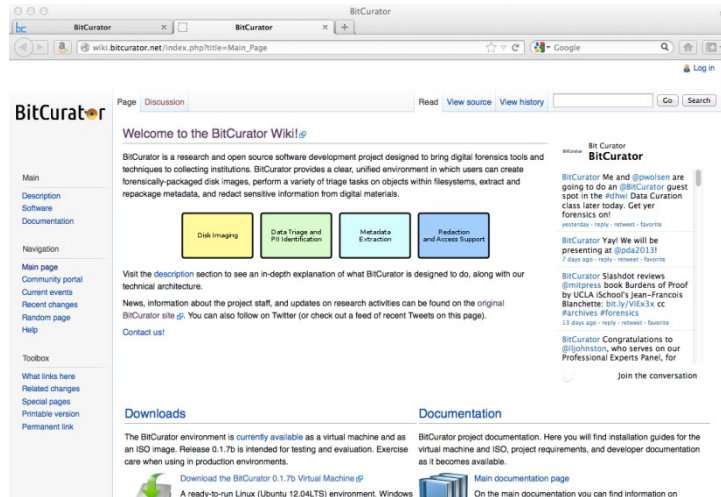 BitCurator
BitCurator
BitCurator
wiki.bitcurator.net/index.php?title=Main_Page
Google
Log in
BitCurator
Page
Discussion
Read
View source
View history
Go
Search
Main
Description
Software
Documentation
Navigation
Main page
Community portal
Current events
Recent changes
Random page
Help
Toolbox
What links here
Related changes
Special pages
Printable version
Permanent link
Welcome to the BitCurator Wiki!
BitCurator is a research and open source software development project designed to bring digital forensics tools and
techniques to collecting institutions. BitCurator provides a clear, unified environment in which users can create
forensically-packaged disk images, perform a variety of triage tasks on objects within filesystems, extract and
repackage metadata, and redact sensitive information from digital materials.
Disk Imaging
Data Triage and
PII Identification
Metadata
Extraction
Redaction
and Access Support
Visit the description section to see an in-depth explanation of what BitCurator is designed to do, along with our
technical architecture.
News, information about the project staff, and updates on research activities can be found on the original
BitCurator site. You can also follow on Twitter (or check out a feed of recent Tweets on this page).
Contact us!
Bit Curator
BitCurator
BitCurator Me and @pwolsen are
going to do an @BitCurator guest
spot in the #dhwi Data Curation
class later today. Get yer
forensics on!
yesterday · reply · retweet · favorite
BitCurator Yay! We will be
presenting at @pda2013!
7 days ago · reply · retweet · favorite
BitCurator Slashdot reviews
@mitpress book Burdens of Proof
by UCLA iSchool's Jean-Francois
Blanchette: bit.ly/ViEx3x cc
#archives #forensics
13 days ago · reply · retweet · favorite
BitCurator Congratulations to
@lljohnston, who serves on our
Professional Experts Panel, for
Join the conversation
Downloads
The BitCurator environment is currently available as a virtual machine and as
an ISO image. Release 0.1.7b is intended for testing and evaluation. Exercise
care when using in production environments.
Download the BitCurator 0.1.7b Virtual Machine
A ready-to-run Linux (Ubuntu 12.04LTS) environment. Windows
Documentation
BitCurator project documentation. Here you will find installation guides for the
virtual machine and ISO, project requirements, and developer documentation
as it becomes available.
Main documentation page
On the main documentation you can find information on